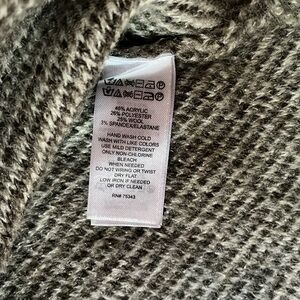 46% ACRYLIC
26% POLYESTER
25% WOOL
3% SPANDEX/ELASTANE
HAND WASH COLD
WASH WITH LIKE COLORS
USE MILD DETERGENT
ONLY NON-CHLORINE
BLEACH
WHEN NEEDED
DO NOT WRING OR TWIST
DRY FLAT
LOW IRON IF NEEDED
OR DRY CLEAN
RN# 75343